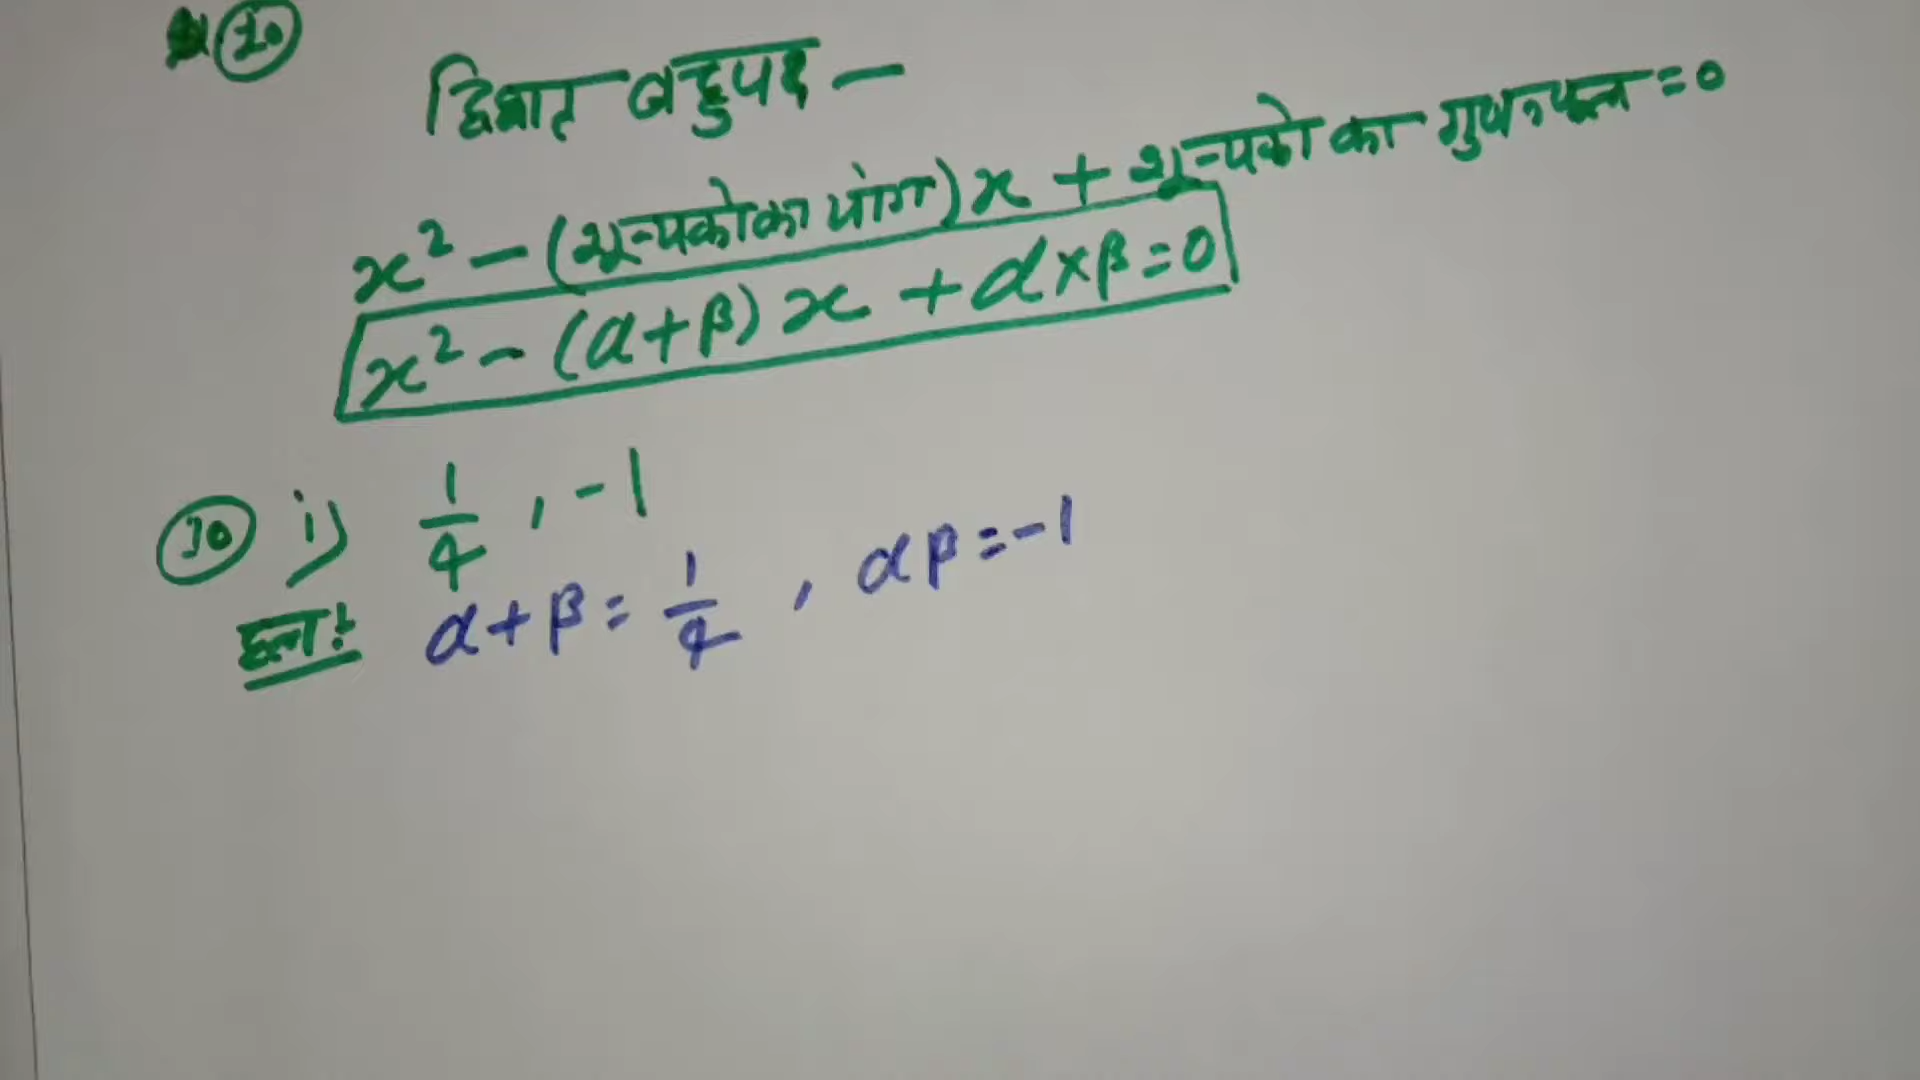 10
द्विघात बहुपद —
x² - (शून्यकों का योग) x + शून्यकों का गुणनफल = 0
x² - (α + β) x + α × β = 0
10 i) 1/4 , -1
हल: α + β = 1/4 , αβ = -1